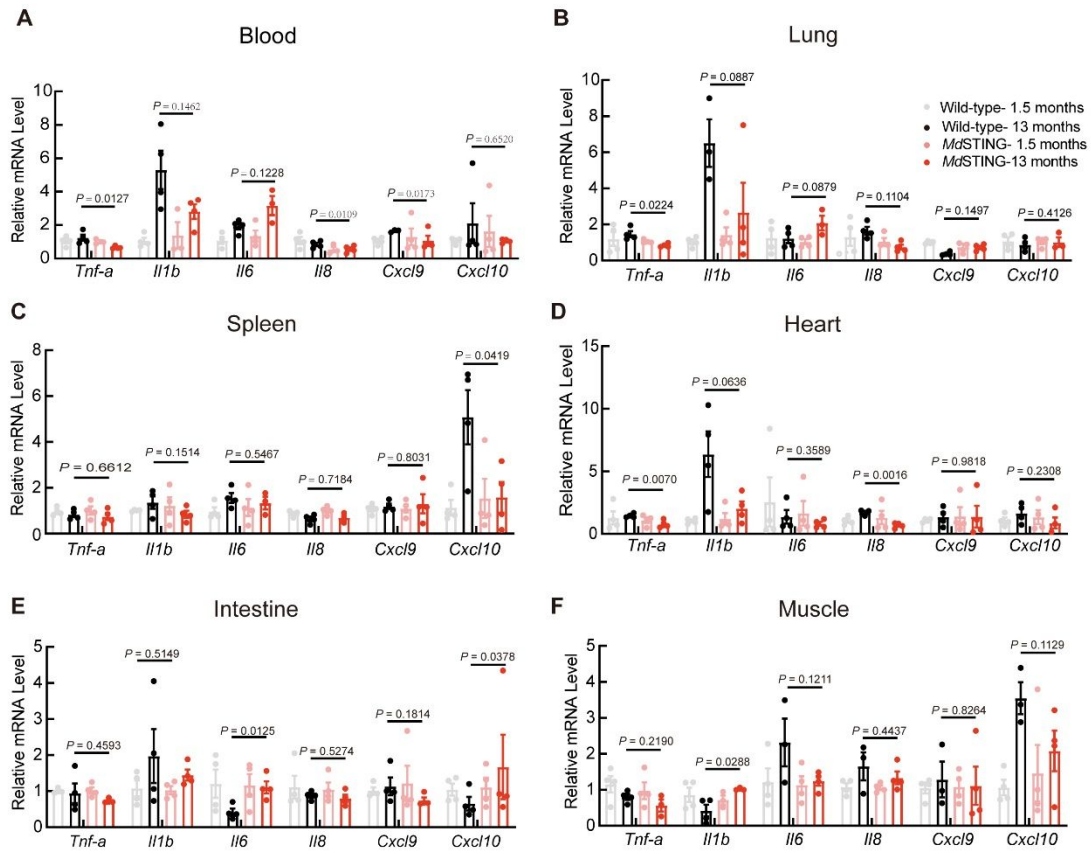 A
Blood
Relative mRNA Level
10
8
6
4
2
0
P = 0.0127
P = 0.1462
P = 0.1228
P = 0.0109
P = 0.0173
P = 0.6520
Tnf-a
Il1b
Il6
Il8
Cxcl9
Cxcl10
B
Lung
Relative mRNA Level
10
8
6
4
2
0
P = 0.0224
P = 0.0887
P = 0.0879
P = 0.1104
P = 0.1497
P = 0.4126
Tnf-a
Il1b
Il6
Il8
Cxcl9
Cxcl10
Wild-type- 1.5 months
Wild-type- 13 months
MdSTING- 1.5 months
MdSTING-13 months
C
Spleen
Relative mRNA Level
8
6
4
2
0
P = 0.6612
P = 0.1514
P = 0.5467
P = 0.7184
P = 0.8031
P = 0.0419
Tnf-a
Il1b
Il6
Il8
Cxcl9
Cxcl10
D
Heart
Relative mRNA Level
15
10
5
0
P = 0.0070
P = 0.0636
P = 0.3589
P = 0.0016
P = 0.9818
P = 0.2308
Tnf-a
Il1b
Il6
Il8
Cxcl9
Cxcl10
E
Intestine
Relative mRNA Level
5
4
3
2
1
0
P = 0.4593
P = 0.5149
P = 0.0125
P = 0.5274
P = 0.1814
P = 0.0378
Tnf-a
Il1b
Il6
Il8
Cxcl9
Cxcl10
F
Muscle
Relative mRNA Level
5
4
3
2
1
0
P = 0.2190
P = 0.0288
P = 0.1211
P = 0.4437
P = 0.8264
P = 0.1129
Tnf-a
Il1b
Il6
Il8
Cxcl9
Cxcl10